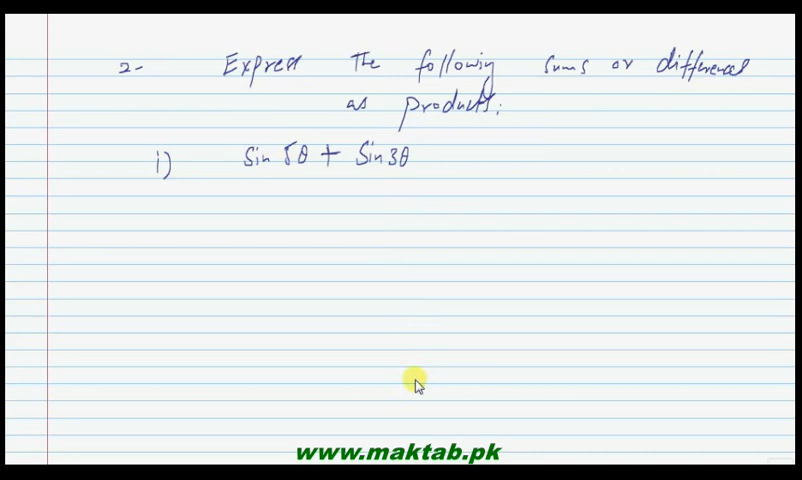 2- Express The following sums or differences
as products:
i) Sin 5θ + Sin 3θ
www.maktab.pk